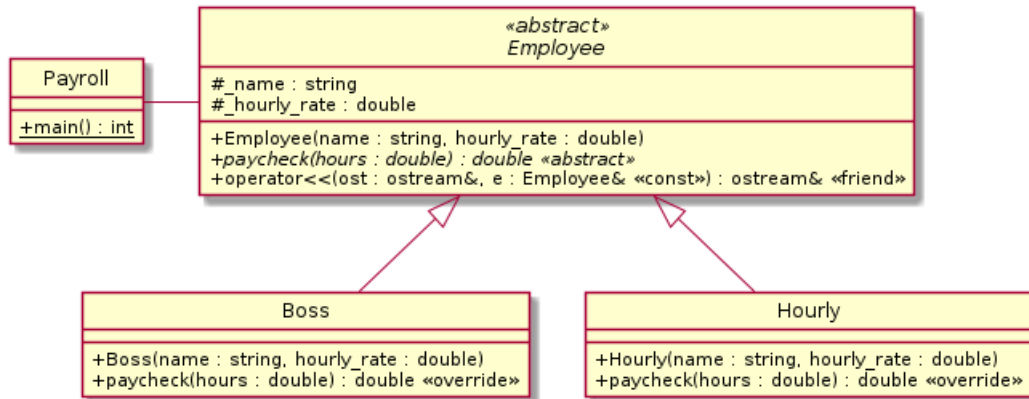 «abstract»
Employee
#_name : string
#_hourly_rate : double
+Employee(name : string, hourly_rate : double)
+paycheck(hours : double) : double «abstract»
+operator<<(ost : ostream&, e : Employee& «const») : ostream& «friend»
Payroll
+main() : int
Boss
+Boss(name : string, hourly_rate : double)
+paycheck(hours : double) : double «override»
Hourly
+Hourly(name : string, hourly_rate : double)
+paycheck(hours : double) : double «override»